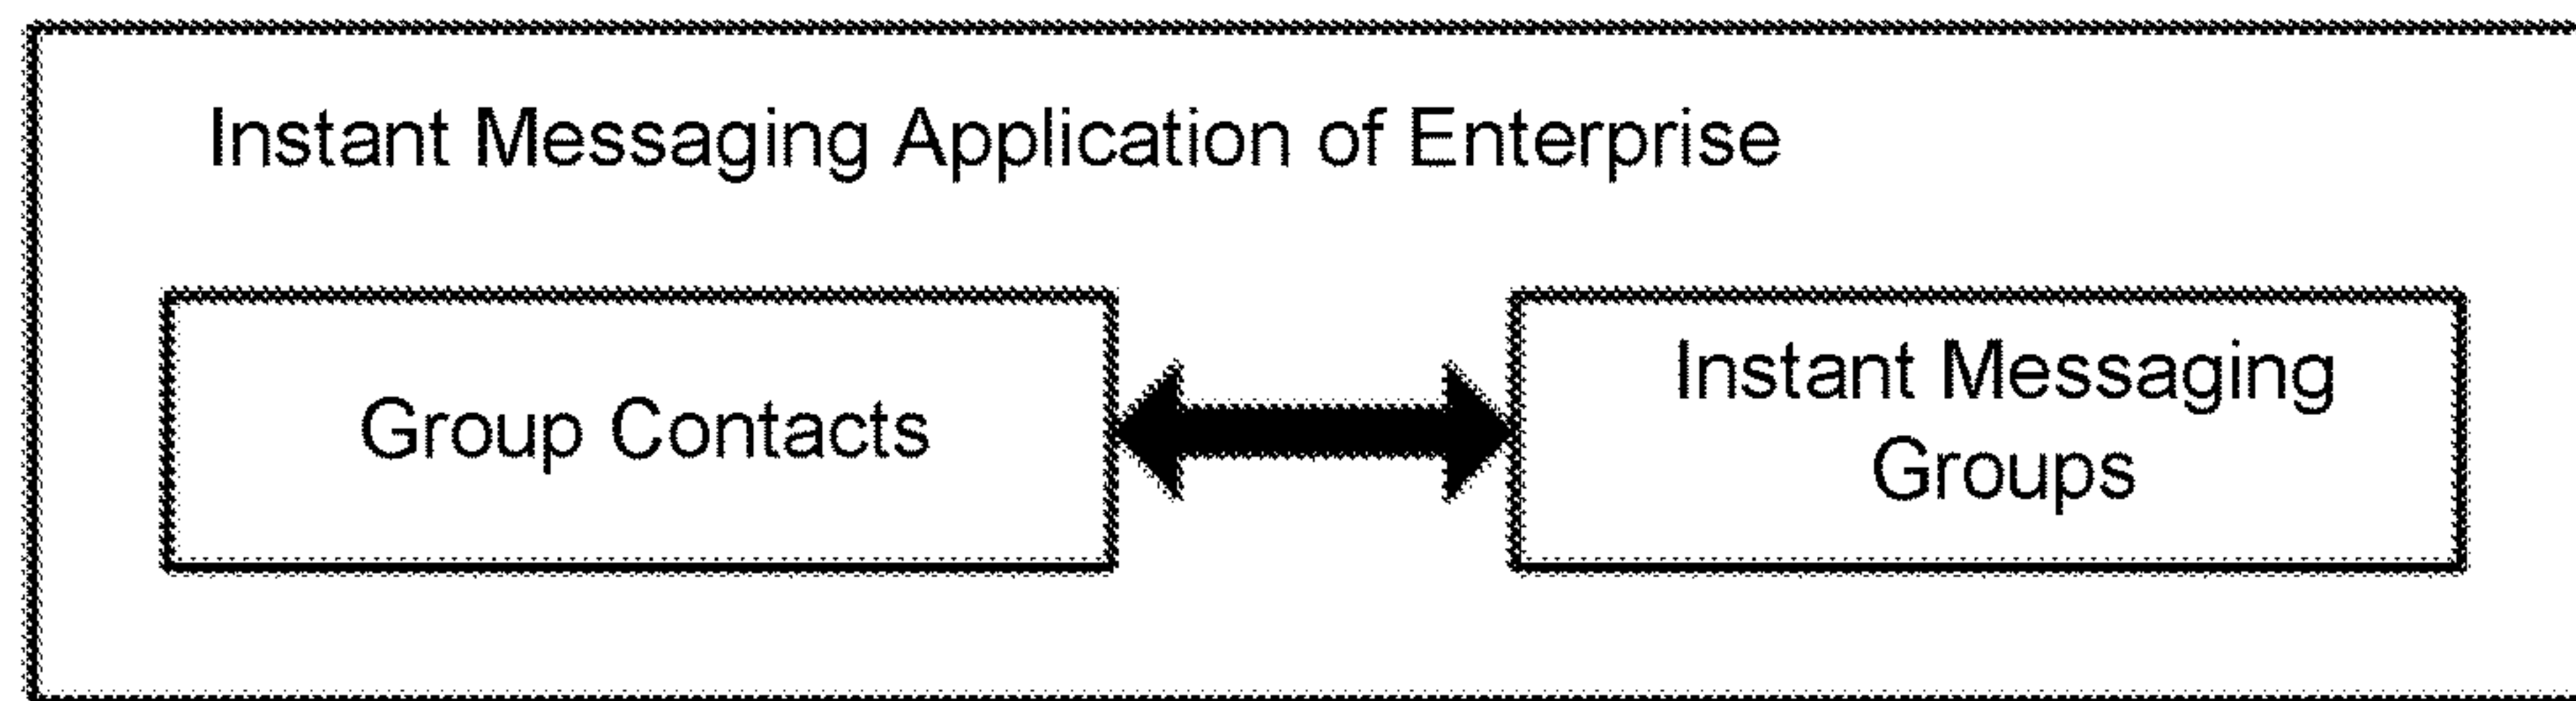 Instant Messaging Application of Enterprise
Group Contacts
Instant Messaging
Groups